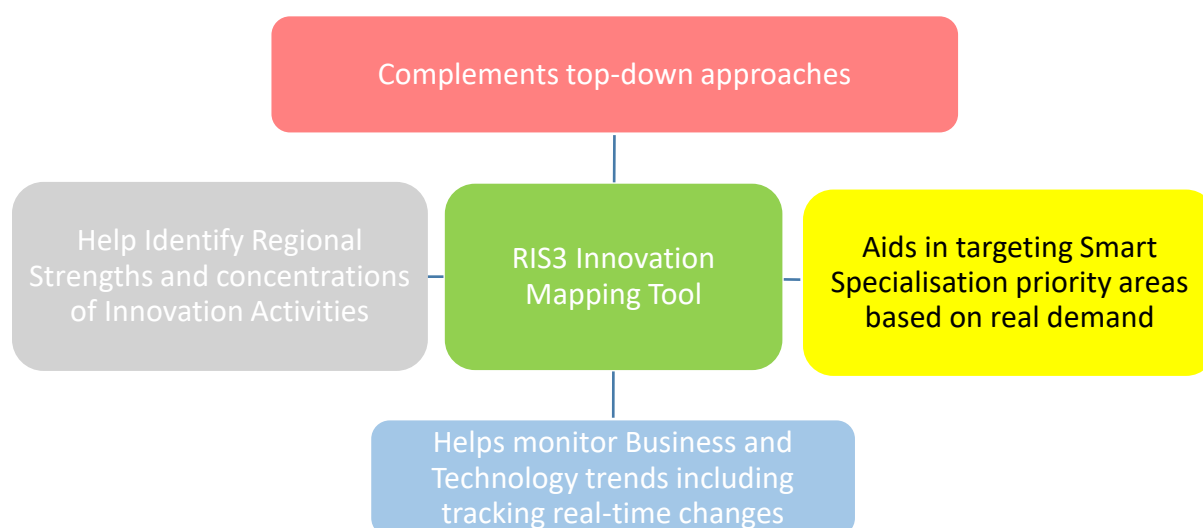 Complements top-down approaches
Help Identify Regional
Strengths and concentrations
of Innovation Activities
RIS3 Innovation
Mapping Tool
Aids in targeting Smart
Specialisation priority areas
based on real demand
Helps monitor Business and
Technology trends including
tracking real-time changes